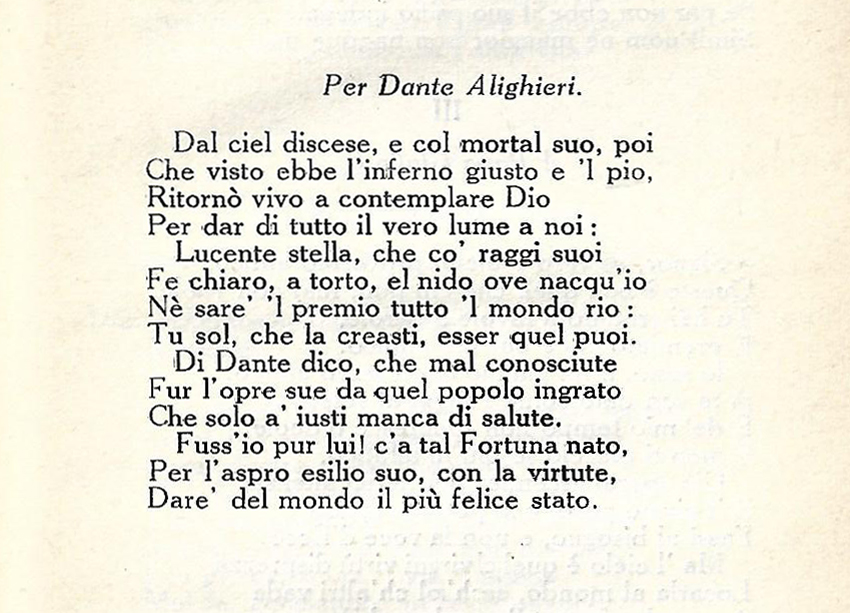 Per Dante Alighieri.
Dal ciel discese, e col mortal suo, poi
Che visto ebbe l'inferno giusto e 'l pio,
Ritornò vivo a contemplare Dio
Per dar di tutto il vero lume a noi :
Lucente stella, che co' raggi suoi
Fe chiaro, a torto, el nido ove nacqu'io
Nè sare' 'l premio tutto 'l mondo rio :
Tu sol, che la creasti, esser quel puoi.
Di Dante dico, che mal conosciute
Fur l'opre sue da quel popolo ingrato
Che solo a' iusti manca di salute.
Fuss'io pur lui! c'a tal Fortuna nato,
Per l'aspro esilio suo, con la virtute,
Dare' del mondo il più felice stato.